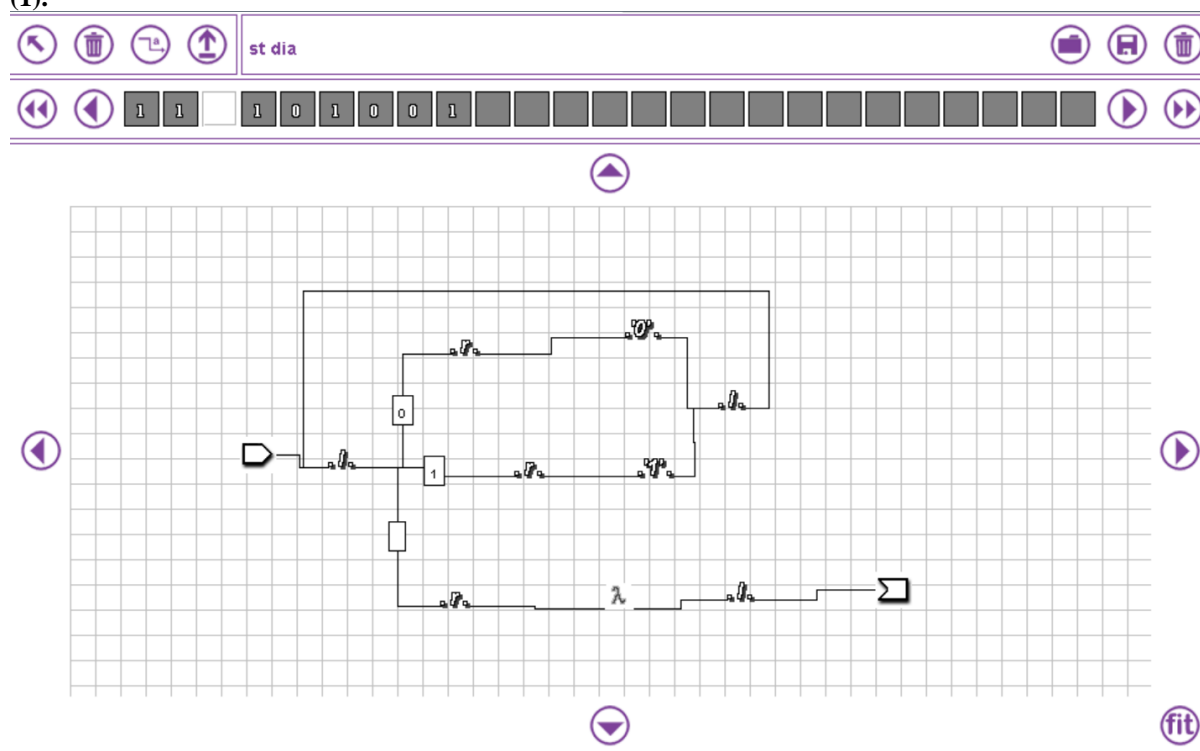 (1).
st dia
1 1 1 0 1 0 0 1
.r.
'0'
.l.
0
.l.
1
.r.
'1'
.r.
λ
.l.
fit